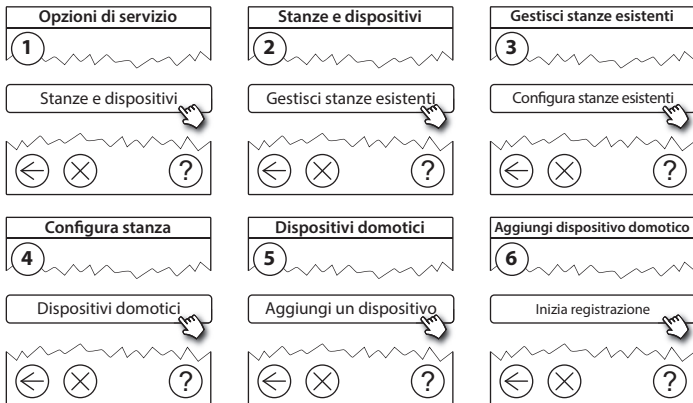 Opzioni di servizio
1
Stanze e dispositivi
Stanze e dispositivi
2
Gestisci stanze esistenti
Gestisci stanze esistenti
3
Configura stanze esistenti
?
?
?
Configura stanza
4
Dispositivi domotici
Dispositivi domotici
5
Aggiungi un dispositivo
Aggiungi dispositivo domotico
6
Inizia registrazione
?
?
?